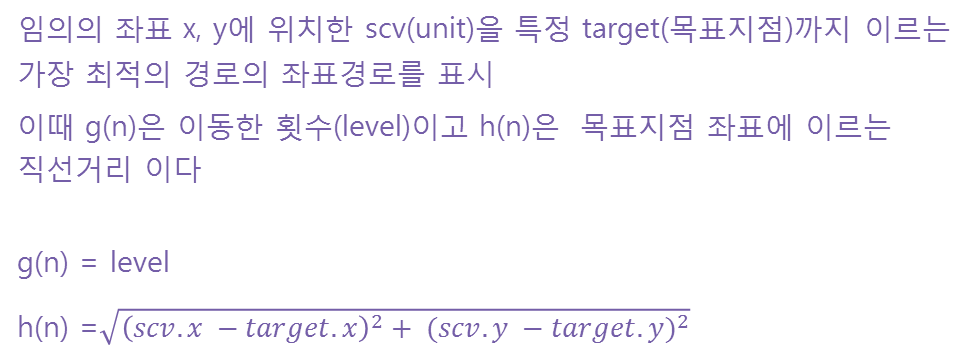 임의의 좌표 x, y에 위치한 scv(unit)을 특정 target(목표지점)까지 이르는
가장 최적의 경로의 좌표경로를 표시
이때 g(n)은 이동한 횟수(level)이고 h(n)은 목표지점 좌표에 이르는
직선거리 이다
g(n) = level
h(n) =√(scv.x − target.x)² + (scv.y − target.y)²